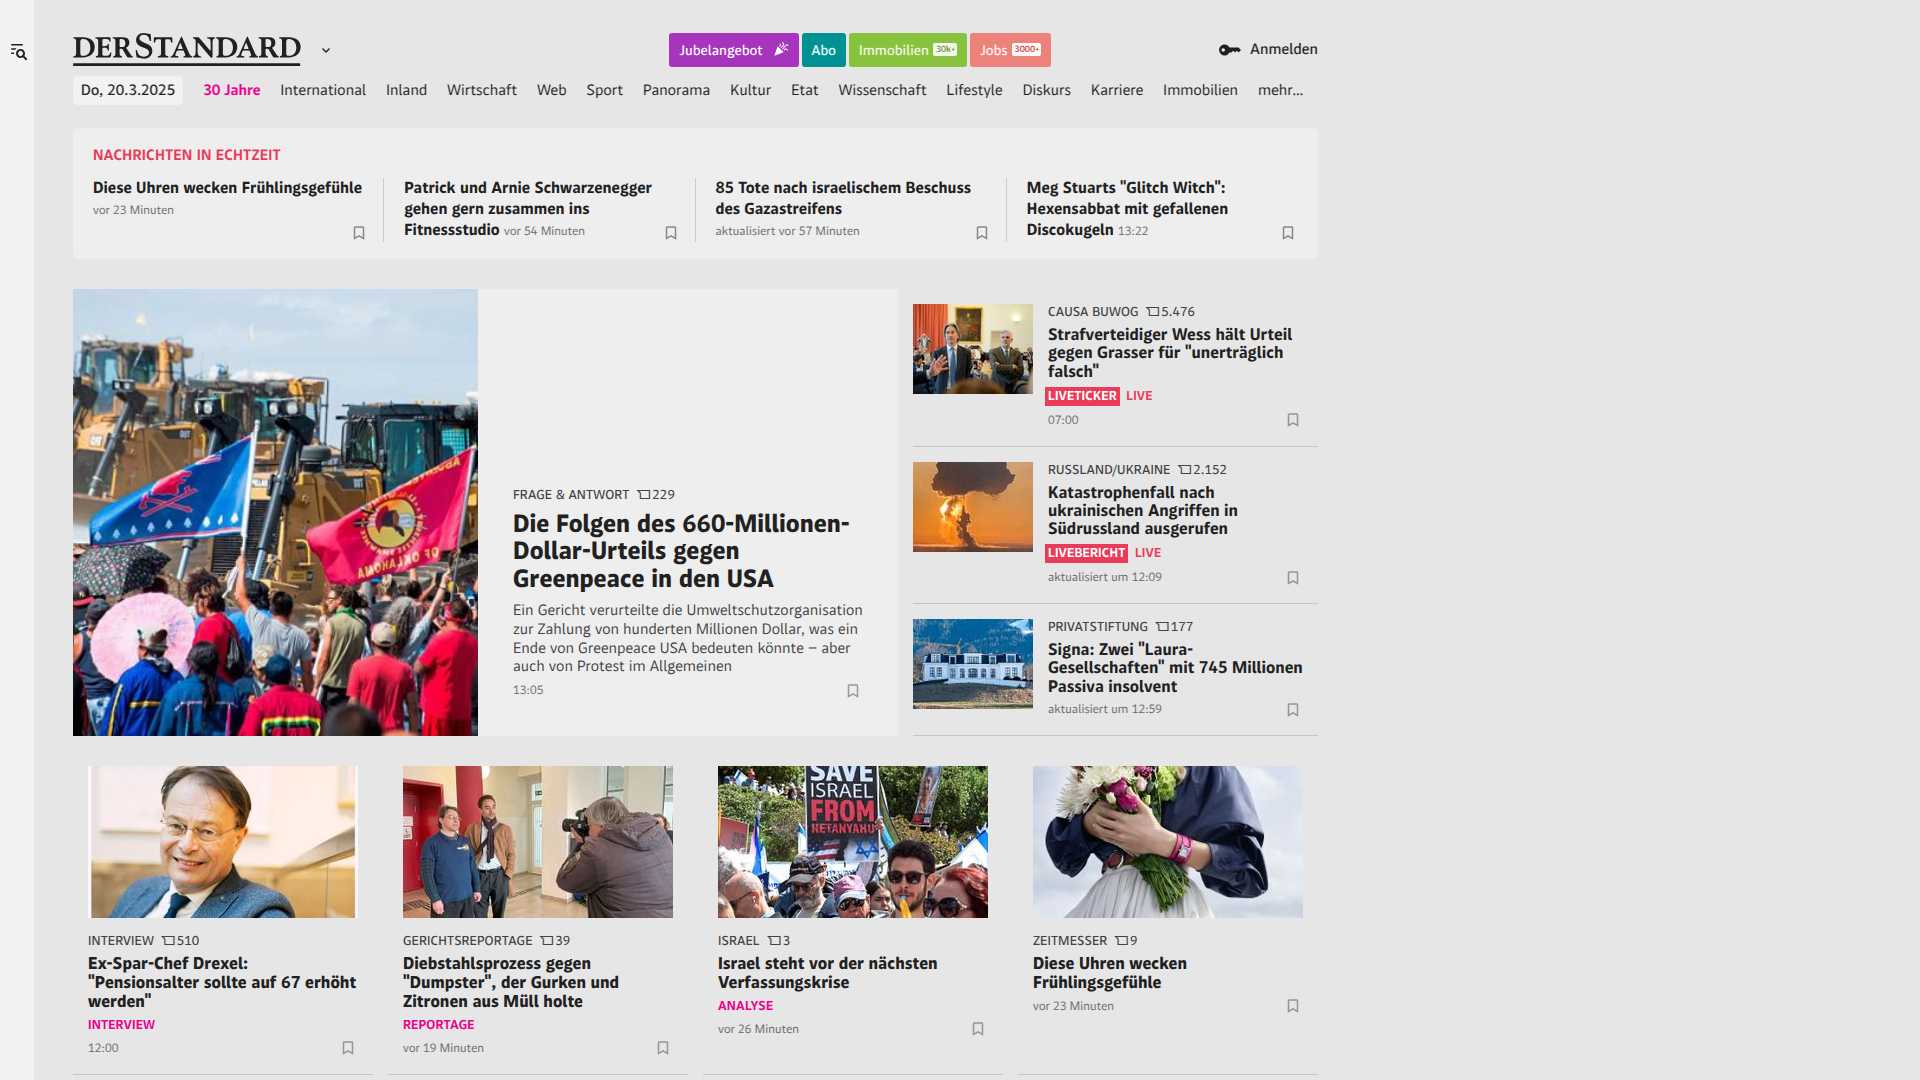 DERSTANDARD
Jubelangebot
Abo
Immobilien 30k+
Jobs 3000+
Anmelden
Do, 20.3.2025 30 Jahre International Inland Wirtschaft Web Sport Panorama Kultur Etat Wissenschaft Lifestyle Diskurs Karriere Immobilien mehr...
NACHRICHTEN IN ECHTZEIT
Diese Uhren wecken Frühlingsgefühle
vor 23 Minuten
Patrick und Arnie Schwarzenegger
gehen gern zusammen ins
Fitnessstudio vor 54 Minuten
85 Tote nach israelischem Beschuss
des Gazastreifens
aktualisiert vor 57 Minuten
Meg Stuarts "Glitch Witch":
Hexensabbat mit gefallenen
Discokugeln 13:22
OF OKLAHOMA
FRAGE & ANTWORT 229
Die Folgen des 660-Millionen-
Dollar-Urteils gegen
Greenpeace in den USA
Ein Gericht verurteilte die Umweltschutzorganisation
zur Zahlung von hunderten Millionen Dollar, was ein
Ende von Greenpeace USA bedeuten könnte – aber
auch von Protest im Allgemeinen
13:05
CAUSA BUWOG 5.476
Strafverteidiger Wess hält Urteil
gegen Grasser für "unerträglich
falsch"
LIVETICKER LIVE
07:00
RUSSLAND/UKRAINE 2.152
Katastrophenfall nach
ukrainischen Angriffen in
Südrussland ausgerufen
LIVEBERICHT LIVE
aktualisiert um 12:09
PRIVATSTIFTUNG 177
Signa: Zwei "Laura-
Gesellschaften" mit 745 Millionen
Passiva insolvent
aktualisiert um 12:59
INTERVIEW 510
Ex-Spar-Chef Drexel:
"Pensionsalter sollte auf 67 erhöht
werden"
INTERVIEW
12:00
GERICHTSREPORTAGE 39
Diebstahlsprozess gegen
"Dumpster", der Gurken und
Zitronen aus Müll holte
REPORTAGE
vor 19 Minuten
SAVE
ISRAEL
FROM
NETANYAHU
ISRAEL 3
Israel steht vor der nächsten
Verfassungskrise
ANALYSE
vor 26 Minuten
ZEITMESSER 9
Diese Uhren wecken
Frühlingsgefühle
vor 23 Minuten